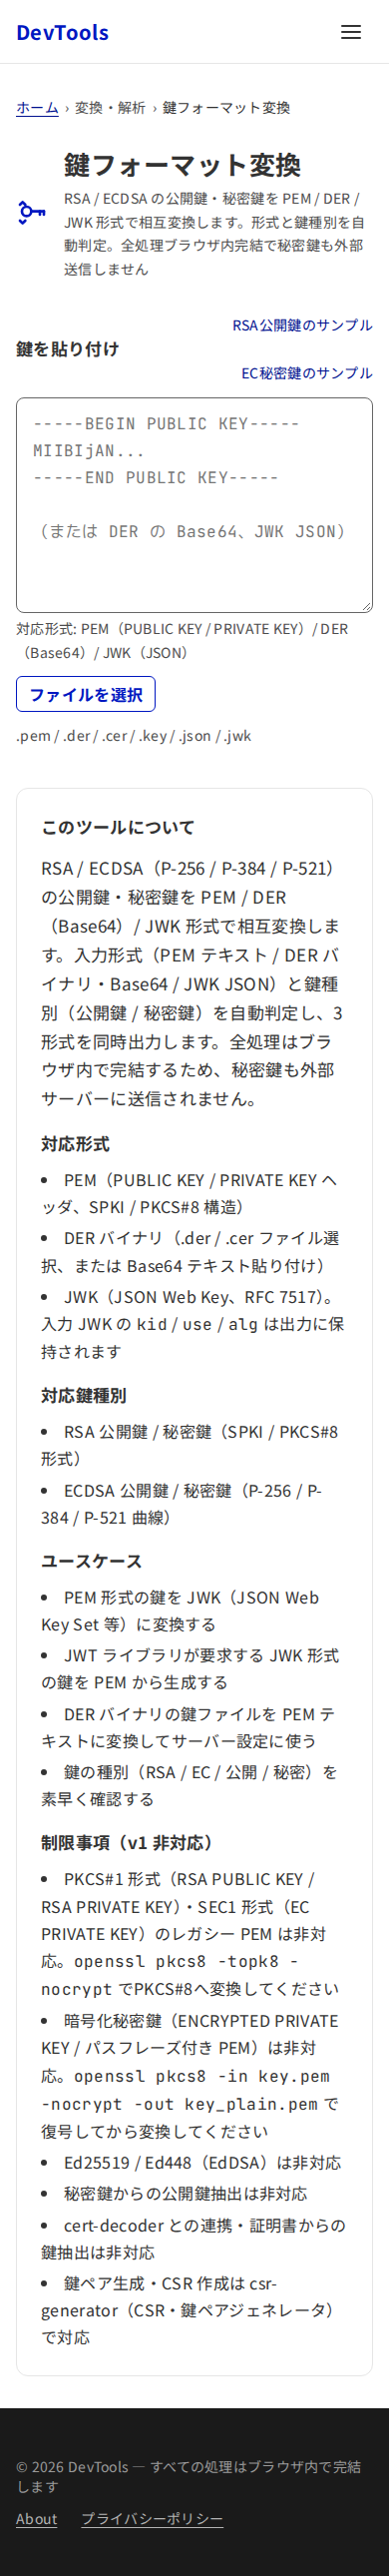 DevTools
ホーム › 変換・解析 › 鍵フォーマット変換
鍵フォーマット変換
RSA / ECDSA の公開鍵・秘密鍵を PEM / DER /
JWK 形式で相互変換します。形式と鍵種別を自
動判定。全処理ブラウザ内完結で秘密鍵も外部
送信しません
RSA公開鍵のサンプル
鍵を貼り付け
EC秘密鍵のサンプル
-----BEGIN PUBLIC KEY-----
MIIBIjAN...
-----END PUBLIC KEY-----
（または DER の Base64、JWK JSON）
対応形式: PEM（PUBLIC KEY / PRIVATE KEY）/ DER
（Base64）/ JWK（JSON）
ファイルを選択
.pem / .der / .cer / .key / .json / .jwk
このツールについて
RSA / ECDSA（P-256 / P-384 / P-521）
の公開鍵・秘密鍵を PEM / DER
（Base64）/ JWK 形式で相互変換しま
す。入力形式（PEM テキスト / DER バ
イナリ・Base64 / JWK JSON）と鍵種
別（公開鍵 / 秘密鍵）を自動判定し、3
形式を同時出力します。全処理はブラ
ウザ内で完結するため、秘密鍵も外部
サーバーに送信されません。
対応形式
• PEM（PUBLIC KEY / PRIVATE KEY ヘ
ッダ、SPKI / PKCS#8 構造）
• DER バイナリ（.der / .cer ファイル選
択、または Base64 テキスト貼り付け）
• JWK（JSON Web Key、RFC 7517）。
入力 JWK の kid / use / alg は出力に保
持されます
対応鍵種別
• RSA 公開鍵 / 秘密鍵（SPKI / PKCS#8
形式）
• ECDSA 公開鍵 / 秘密鍵（P-256 / P-
384 / P-521 曲線）
ユースケース
• PEM 形式の鍵を JWK（JSON Web
Key Set 等）に変換する
• JWT ライブラリが要求する JWK 形式
の鍵を PEM から生成する
• DER バイナリの鍵ファイルを PEM テ
キストに変換してサーバー設定に使う
• 鍵の種別（RSA / EC / 公開 / 秘密）を
素早く確認する
制限事項（v1 非対応）
• PKCS#1 形式（RSA PUBLIC KEY /
RSA PRIVATE KEY）・SEC1 形式（EC
PRIVATE KEY）のレガシー PEM は非対
応。openssl pkcs8 -topk8 -
nocrypt でPKCS#8へ変換してください
• 暗号化秘密鍵（ENCRYPTED PRIVATE
KEY / パスフレーズ付き PEM）は非対
応。openssl pkcs8 -in key.pem
-nocrypt -out key_plain.pem で
復号してから変換してください
• Ed25519 / Ed448（EdDSA）は非対応
• 秘密鍵からの公開鍵抽出は非対応
• cert-decoder との連携・証明書からの
鍵抽出は非対応
• 鍵ペア生成・CSR 作成は csr-
generator（CSR・鍵ペアジェネレータ）
で対応
© 2026 DevTools — すべての処理はブラウザ内で完結
します
About プライバシーポリシー